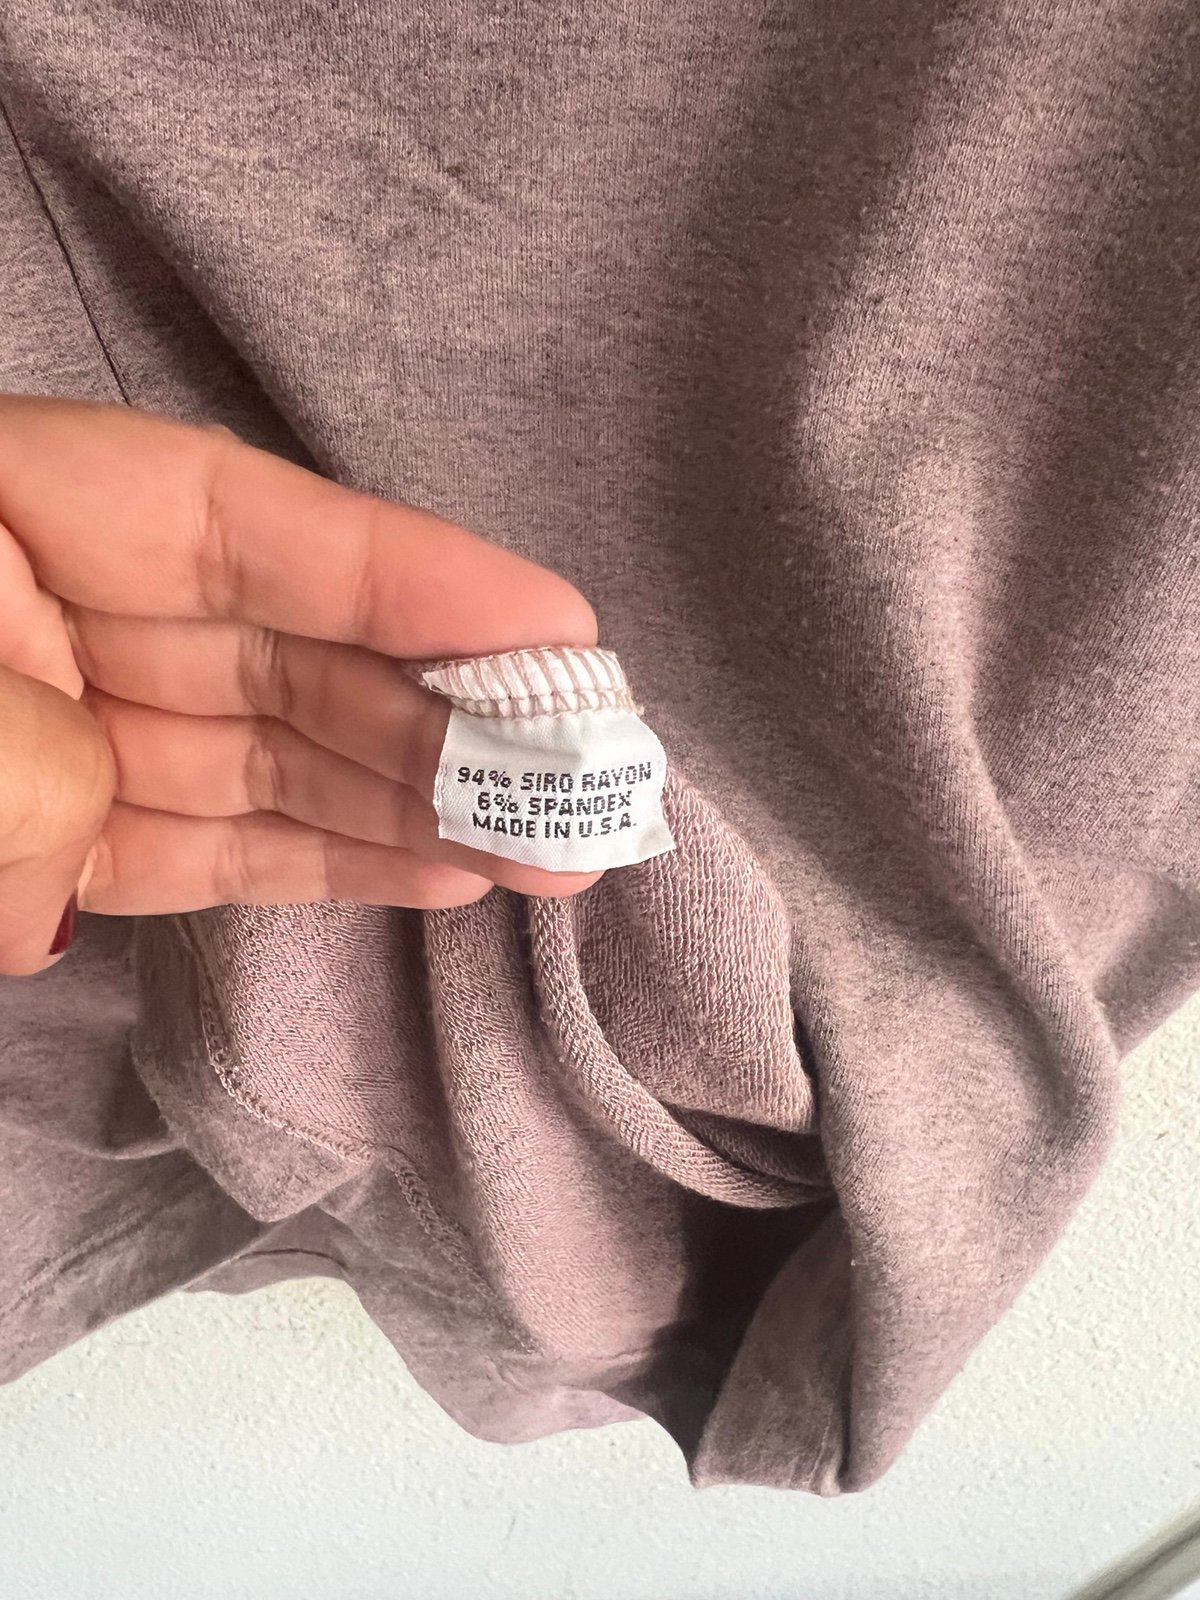 94% SIRO RAYON
6% SPANDEX
MADE IN U.S.A.